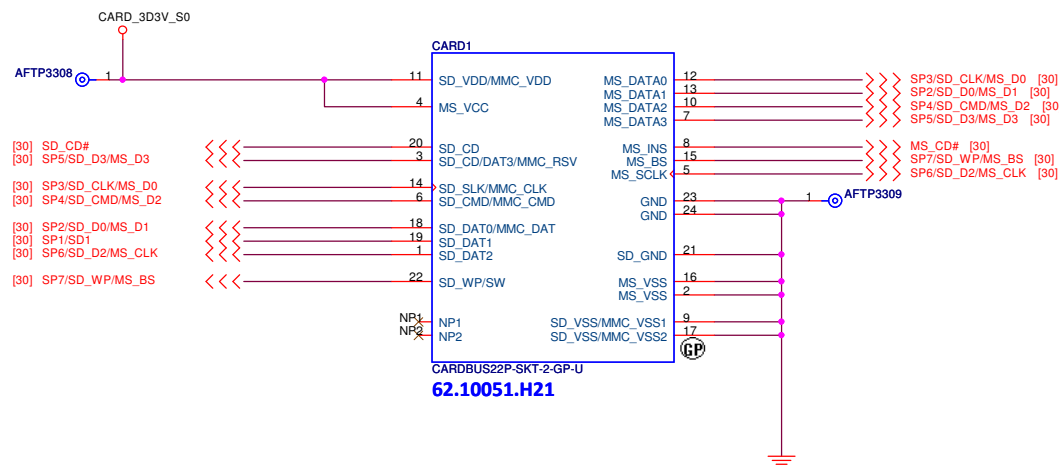 CARD_3D3V_S0
AFTP3308 1
CARD1
11 SD_VDD/MMC_VDD
4 MS_VCC
[30] SD_CD# 20 SD_CD
[30] SP5/SD_D3/MS_D3 3 SD_CD/DAT3/MMC_RSV
[30] SP3/SD_CLK/MS_D0 14 SD_SLK/MMC_CLK
[30] SP4/SD_CMD/MS_D2 6 SD_CMD/MMC_CMD
[30] SP2/SD_D0/MS_D1 18 SD_DAT0/MMC_DAT
[30] SP1/SD1 19 SD_DAT1
[30] SP6/SD_D2/MS_CLK 1 SD_DAT2
[30] SP7/SD_WP/MS_BS 22 SD_WP/SW
NP1 NP1
NP2 NP2
MS_DATA0 12 SP3/SD_CLK/MS_D0 [30]
MS_DATA1 13 SP2/SD_D0/MS_D1 [30]
MS_DATA2 10 SP4/SD_CMD/MS_D2 [30
MS_DATA3 7 SP5/SD_D3/MS_D3 [30]
MS_INS 8 MS_CD# [30]
MS_BS 15 SP7/SD_WP/MS_BS [30]
MS_SCLK 5 SP6/SD_D2/MS_CLK [30]
GND 23 1 AFTP3309
GND 24
SD_GND 21
MS_VSS 16
MS_VSS 2
SD_VSS/MMC_VSS1 9
SD_VSS/MMC_VSS2 17
GP
CARDBUS22P-SKT-2-GP-U
62.10051.H21